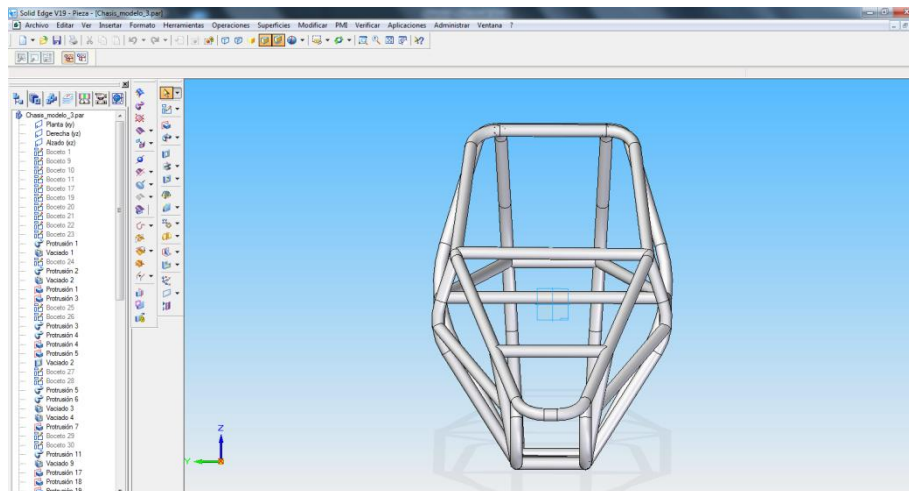 Solid Edge V19 - Pieza - [Chasis_modelo_3.par]
Archivo Editar Ver Insertar Formato Herramientas Operaciones Superficies Modificar PMI Verificar Aplicaciones Administrar Ventana ?
Chasis_modelo_3.par
Planta (xy)
Derecha (yz)
Alzado (xz)
Boceto 1
Boceto 9
Boceto 10
Boceto 11
Boceto 17
Boceto 19
Boceto 20
Boceto 21
Boceto 22
Boceto 23
Protrusión 1
Vaciado 1
Boceto 24
Protrusión 2
Vaciado 2
Protrusión 1
Protrusión 3
Boceto 25
Boceto 26
Protrusión 3
Protrusión 4
Protrusión 4
Protrusión 5
Vaciado 2
Boceto 27
Boceto 28
Protrusión 5
Protrusión 6
Vaciado 3
Vaciado 4
Protrusión 7
Boceto 29
Boceto 30
Protrusión 11
Vaciado 9
Protrusión 17
Protrusión 18
Protrusión 19
Z
Y